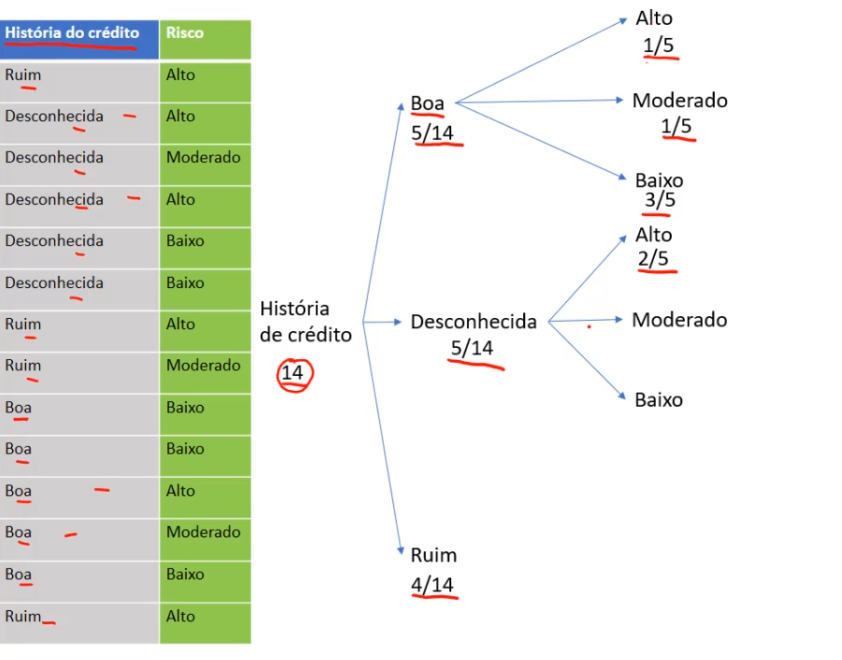 História do crédito Risco
Ruim Alto
Desconhecida Alto
Desconhecida Moderado
Desconhecida Alto
Desconhecida Baixo
Desconhecida Baixo
Ruim Alto
Ruim Moderado
Boa Baixo
Boa Baixo
Boa Alto
Boa Moderado
Boa Baixo
Ruim Alto
História
de crédito
14
Boa
5/14
Alto
1/5
Moderado
1/5
Baixo
3/5
Desconhecida
5/14
Alto
2/5
Moderado
Baixo
Ruim
4/14